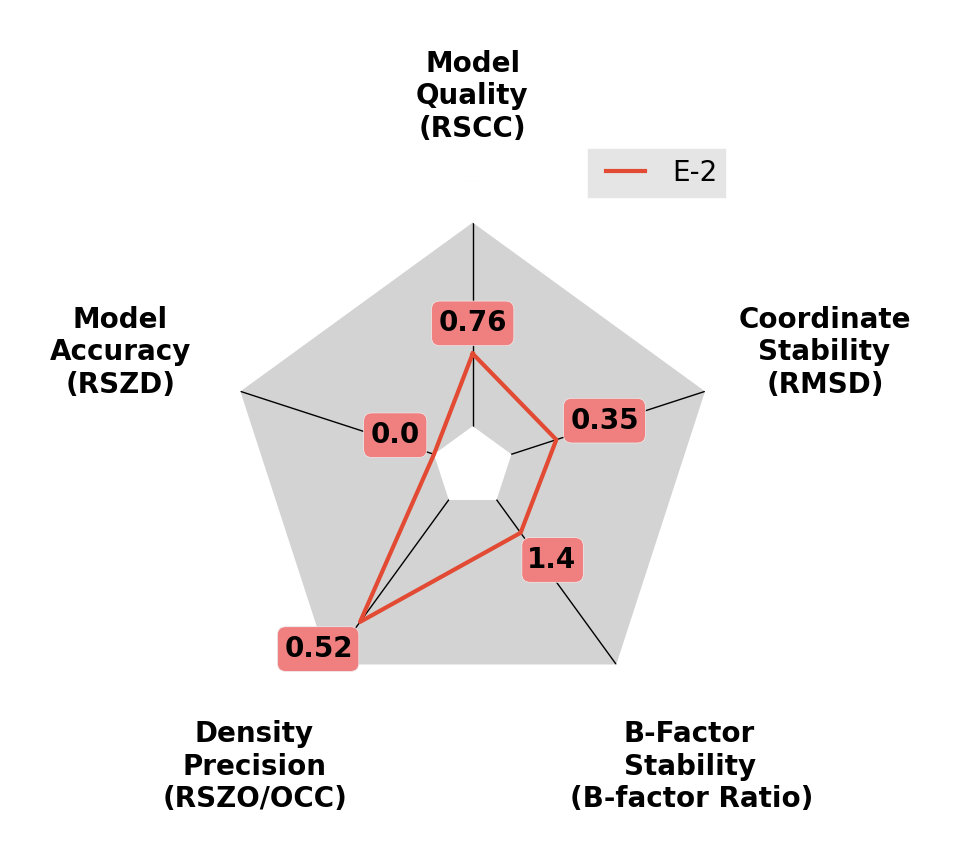 Model
Quality
(RSCC)
E-2
Model
Accuracy
(RSZD)
Coordinate
Stability
(RMSD)
0.76
0.35
0.0
1.4
0.52
Density
Precision
(RSZO/OCC)
B-Factor
Stability
(B-factor Ratio)